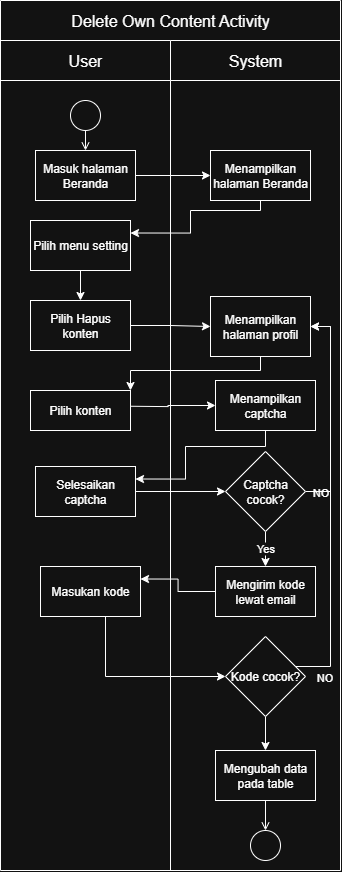 Delete Own Content Activity
User
System
Masuk halaman
Beranda
Menampilkan
halaman Beranda
Pilih menu setting
Pilih Hapus
konten
Menampilkan
halaman profil
Pilih konten
Menampilkan
captcha
Selesaikan
captcha
Captcha
cocok?
NO
Yes
Masukan kode
Mengirim kode
lewat email
Kode cocok?
NO
Mengubah data
pada table